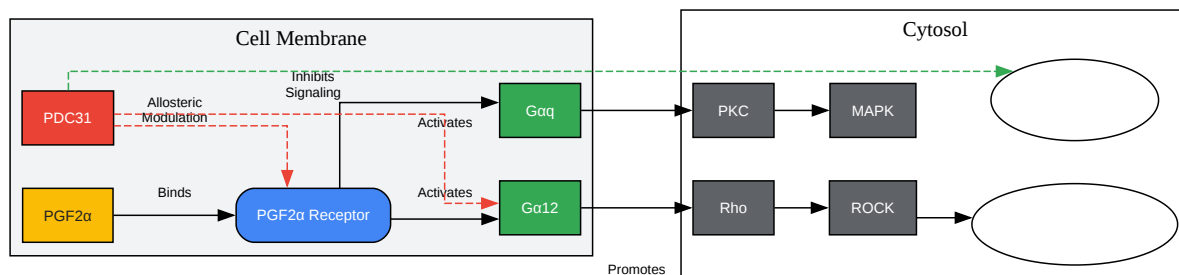 Cell Membrane
Cytosol
Inhibits
Signaling
PDC31
Allosteric
Modulation
Activates
Gαq
PKC
MAPK
PGF2α
Binds
PGF2α Receptor
Activates
Gα12
Rho
ROCK
Promotes